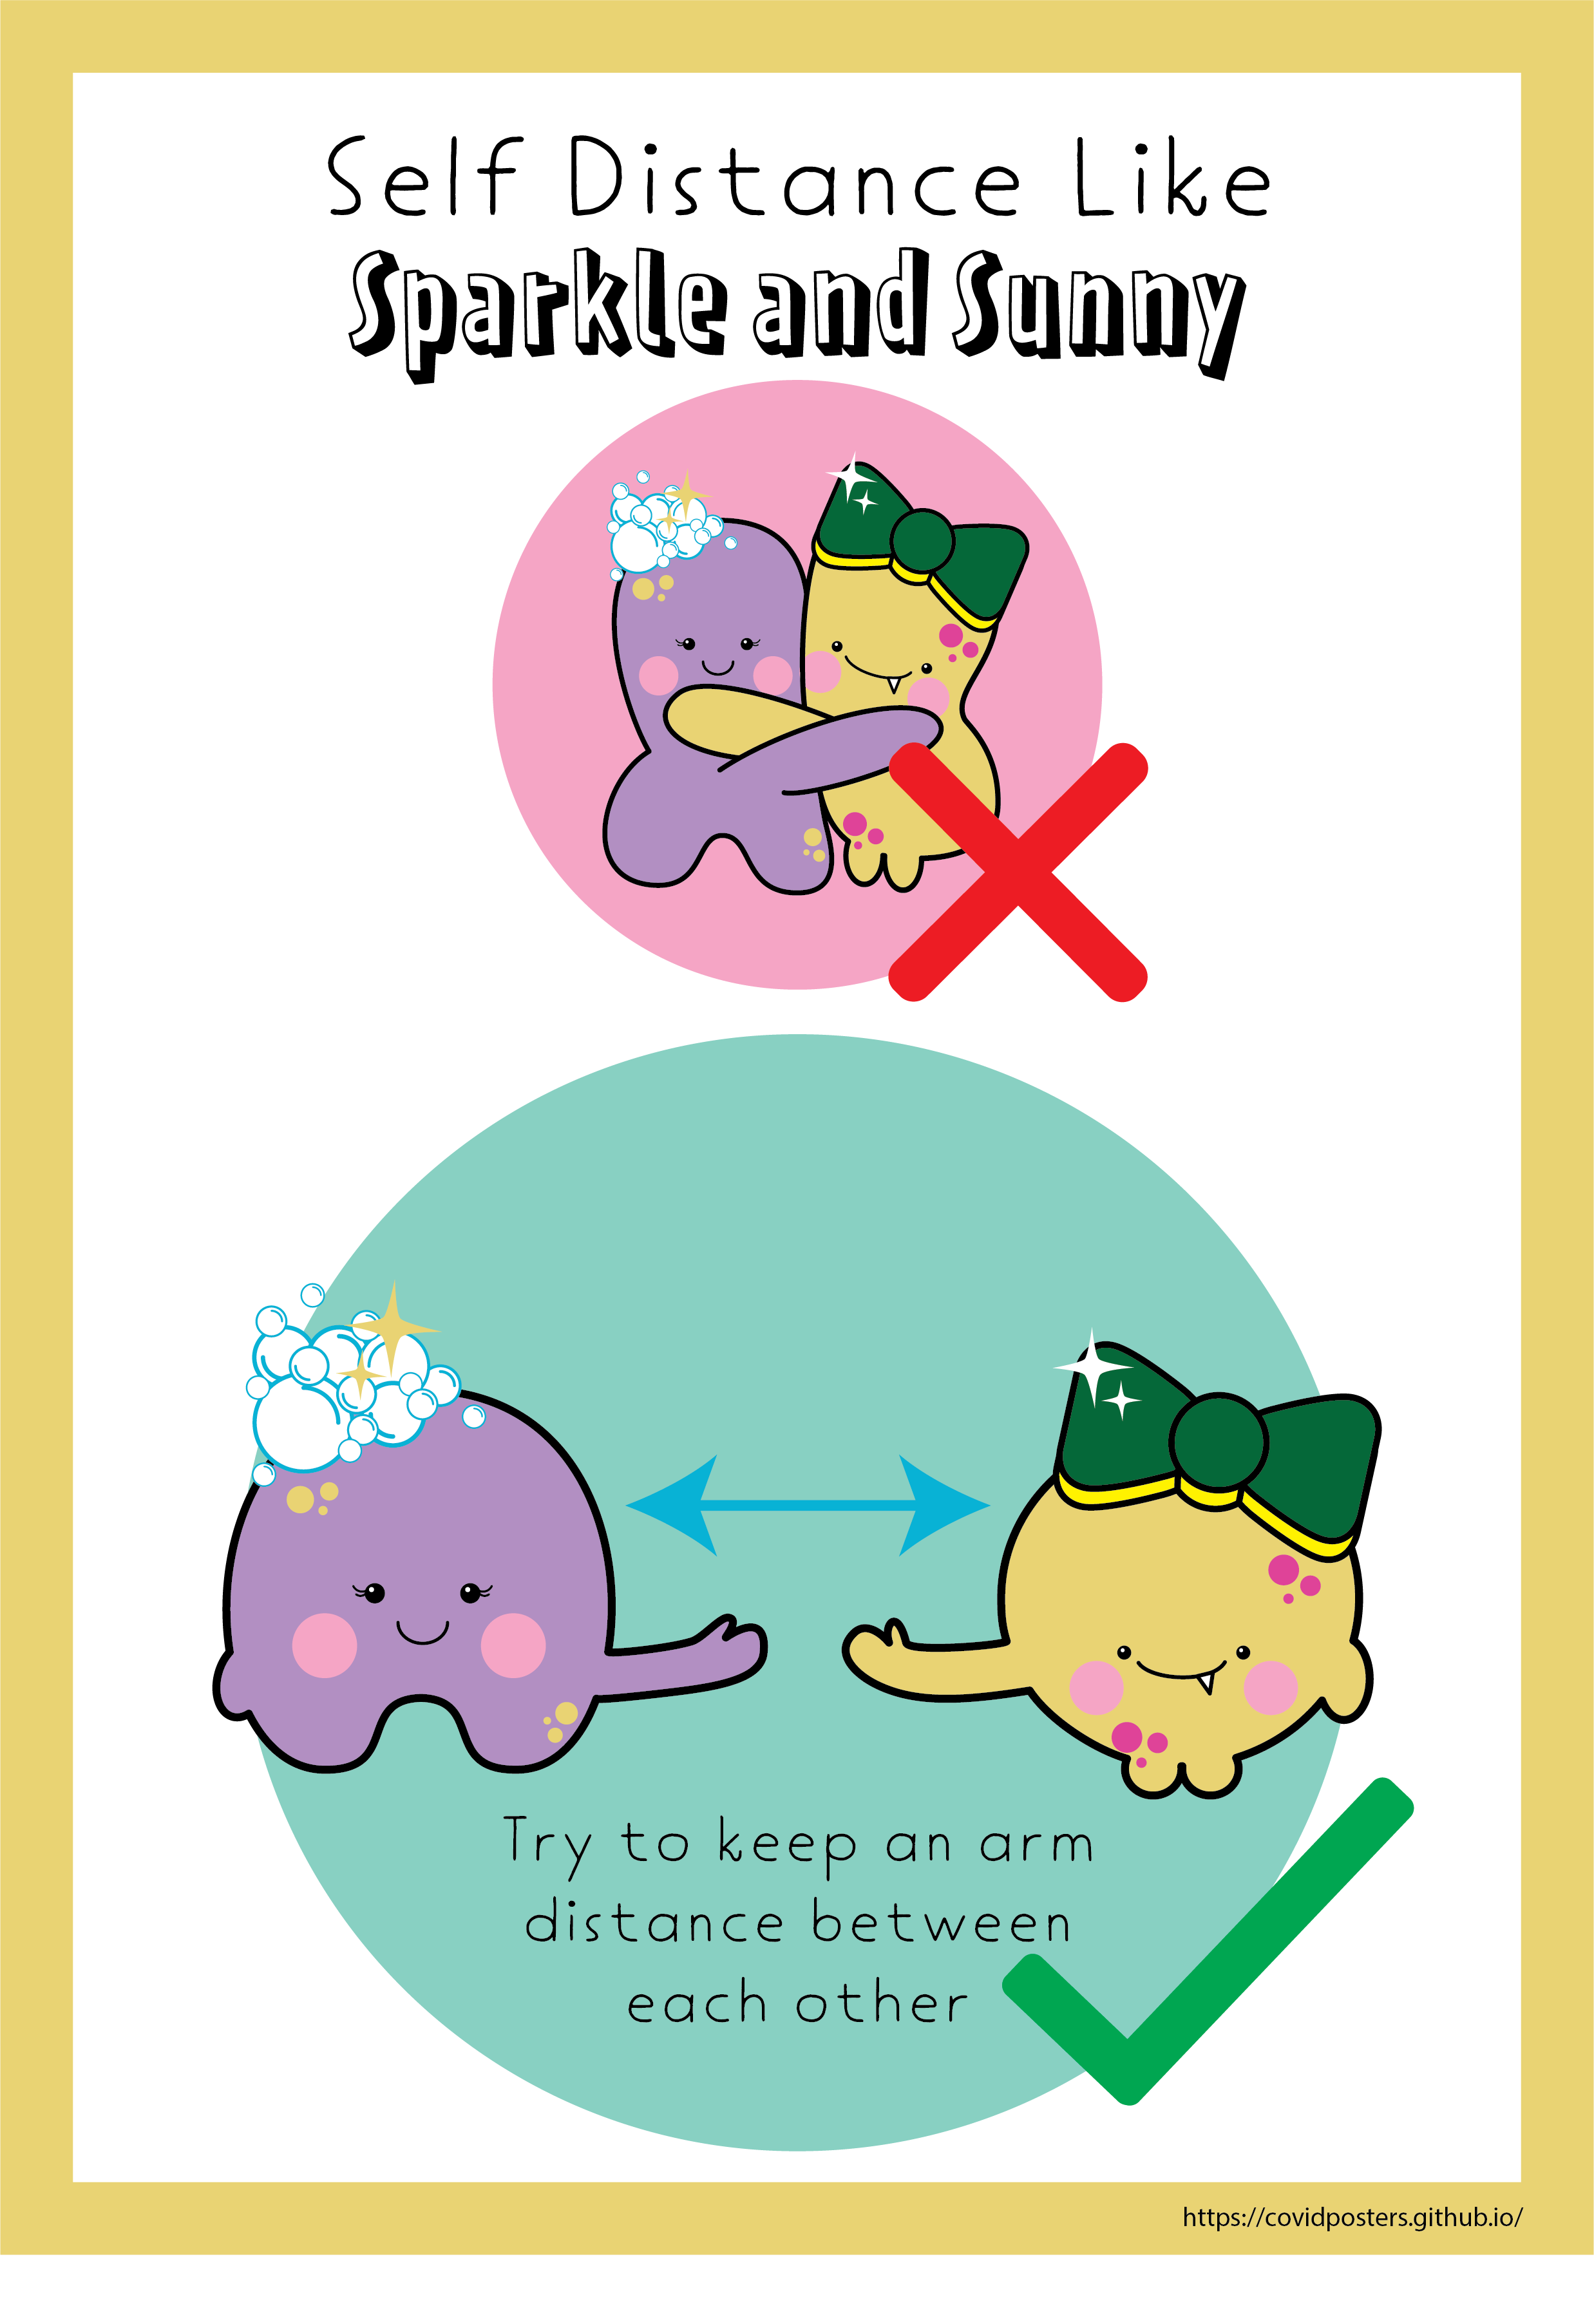 Self Distance Like
Sparkle and Sunny
Try to keep an arm
distance between
each other
https://covidposters.github.io/